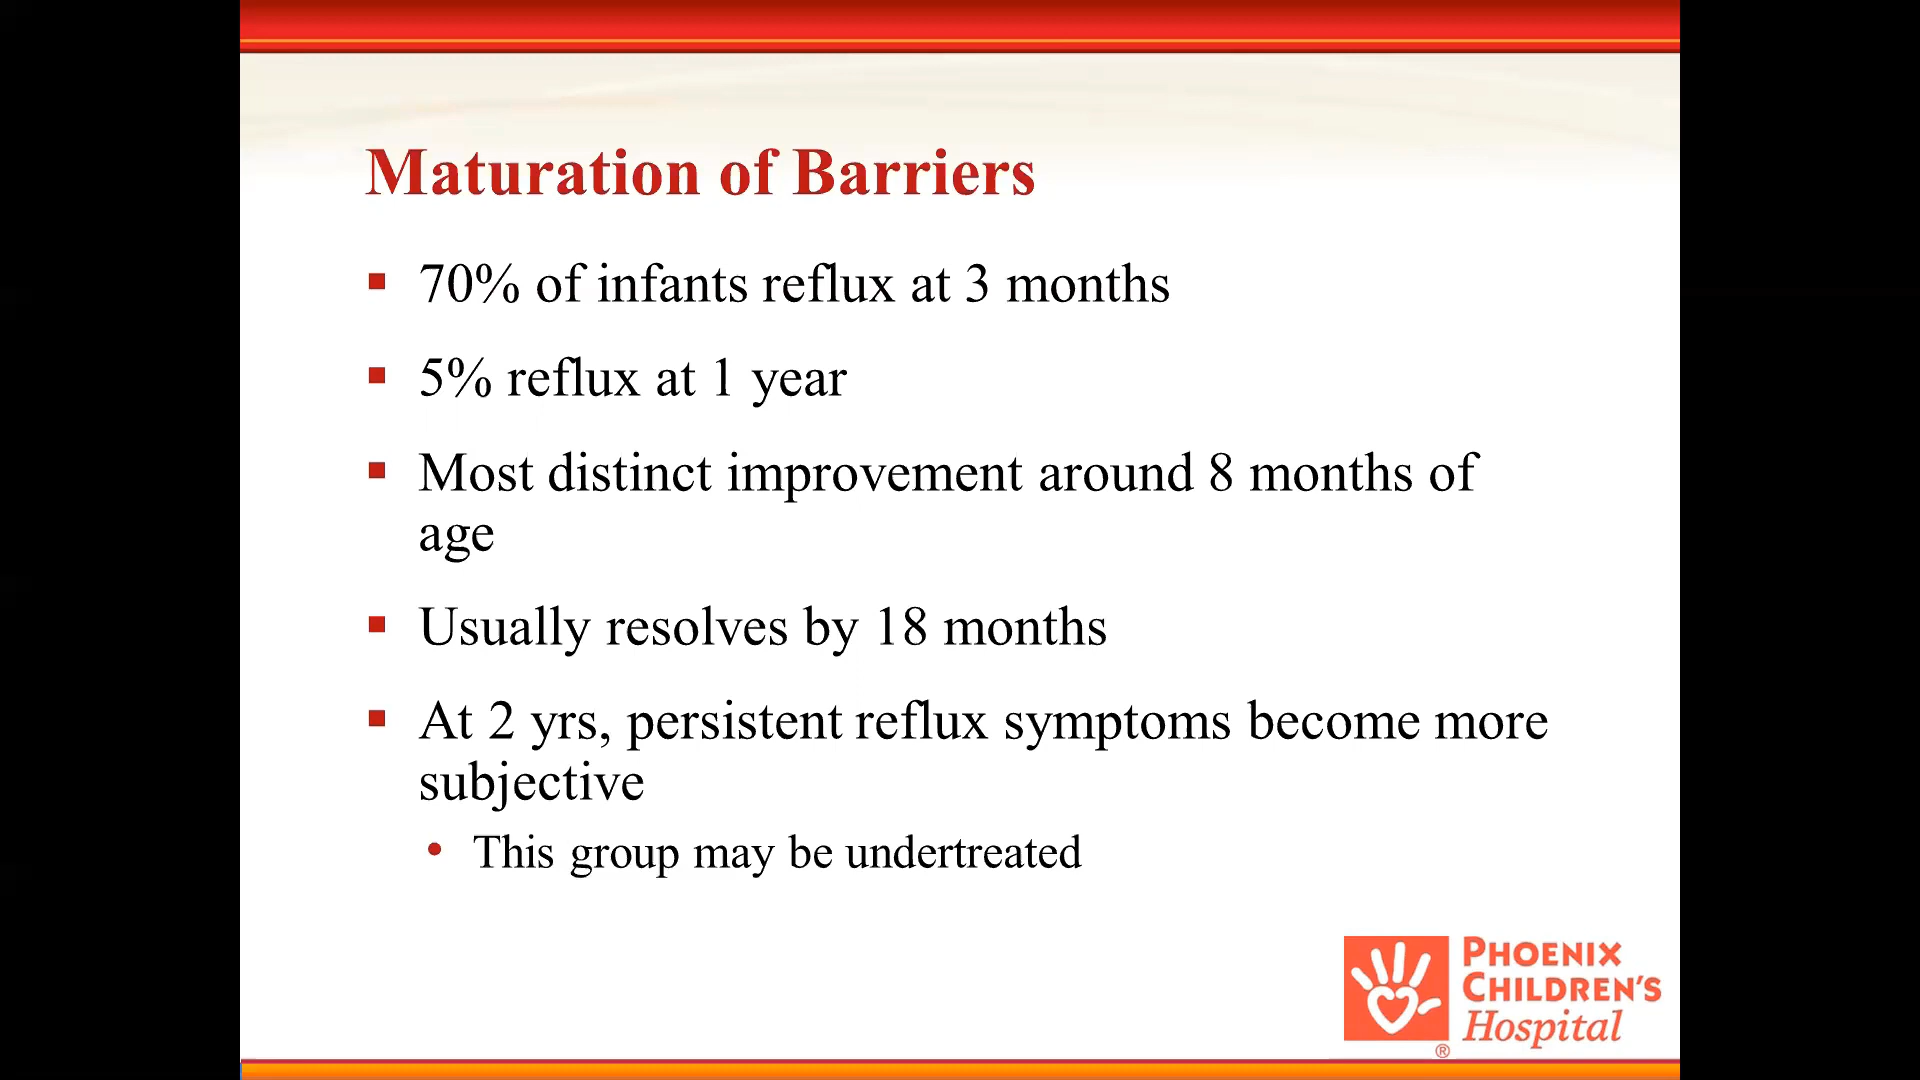 Maturation of Barriers
▪ 70% of infants reflux at 3 months
▪ 5% reflux at 1 year
▪ Most distinct improvement around 8 months of
age
▪ Usually resolves by 18 months
▪ At 2 yrs, persistent reflux symptoms become more
subjective
• This group may be undertreated
PHOENIX
CHILDREN'S
Hospital
®